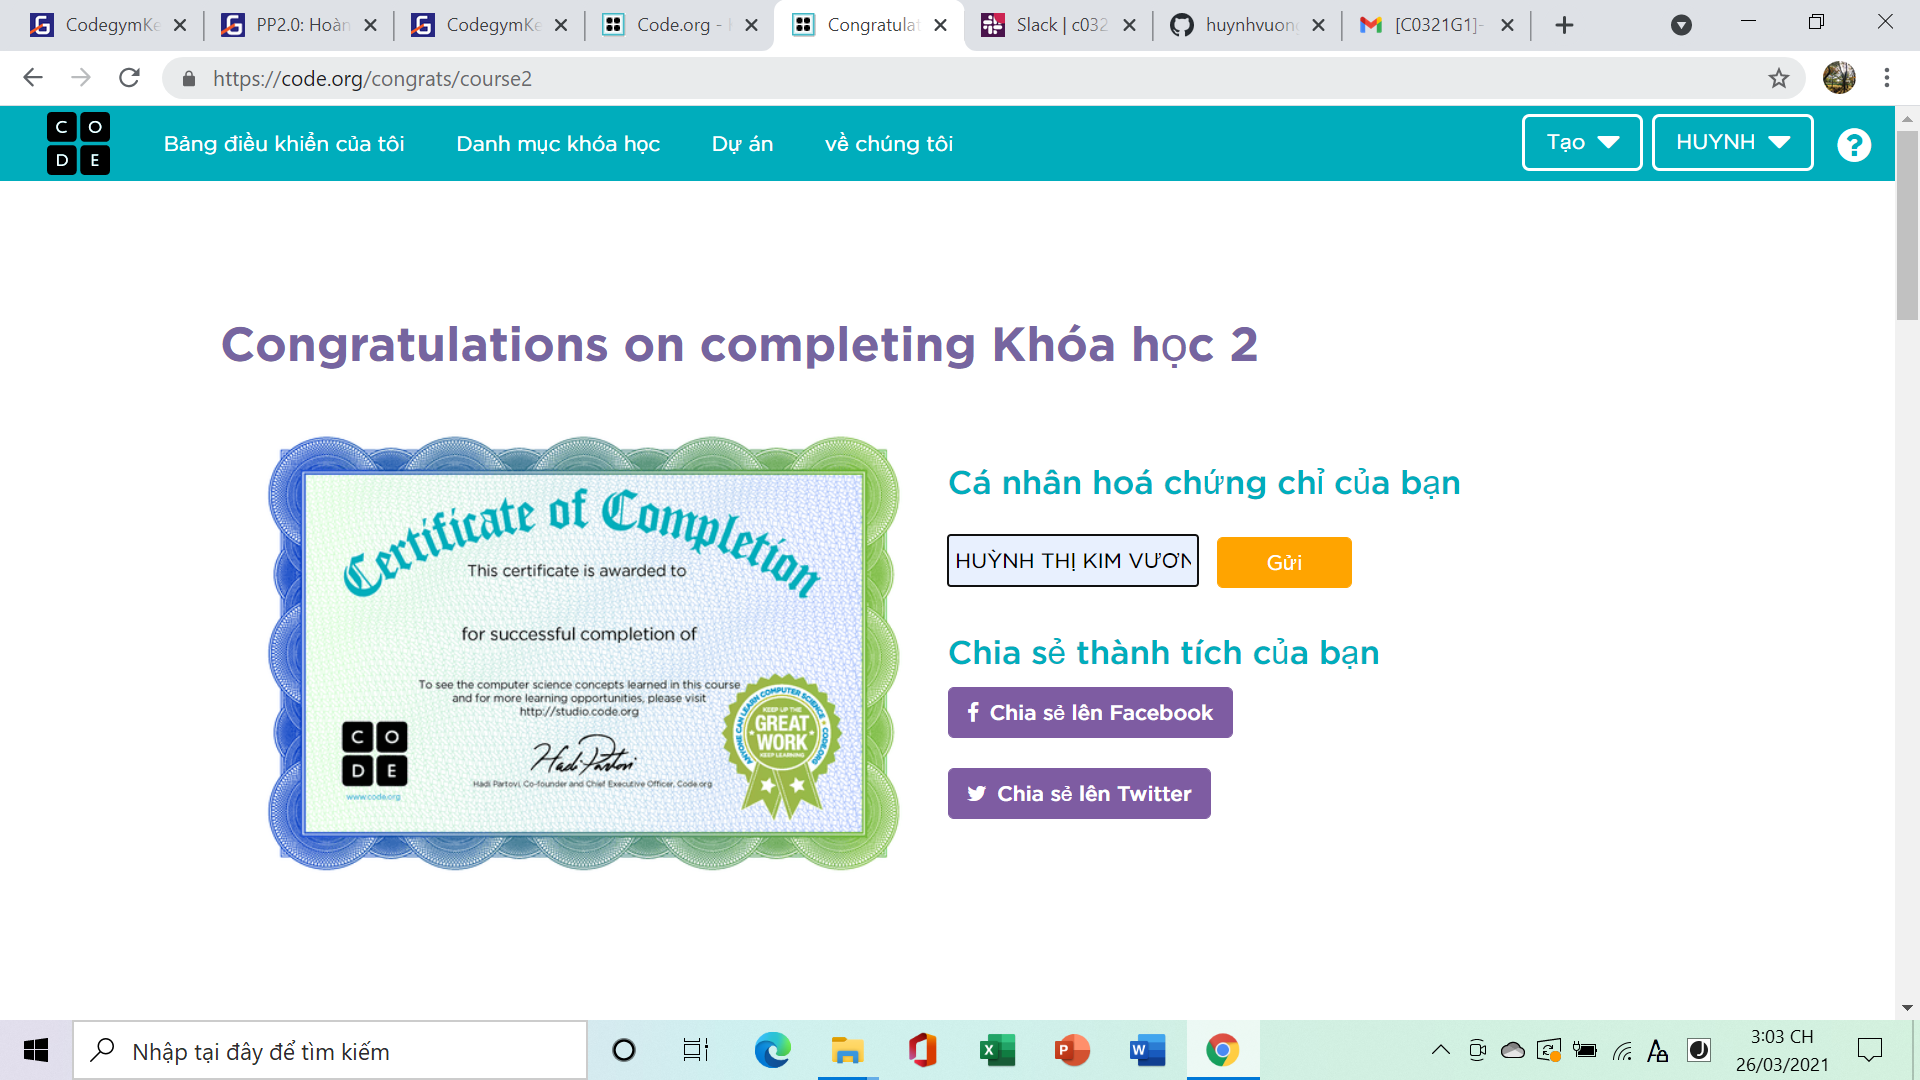 CodegymKe
PP2.0: Hoàn
CodegymKe
Code.org - 
Congratulat
Slack | c032
huynhvuong
[C0321G1]-
https://code.org/congrats/course2
C O
D E
Bảng điều khiển của tôi
Danh mục khóa học
Dự án
về chúng tôi
Tạo
HUYNH
?
Congratulations on completing Khóa học 2
Certificate of Completion
This certificate is awarded to
for successful completion of
To see the computer science concepts learned in this course
and for more learning opportunities, please visit
http://studio.code.org
C O
D E
www.code.org
Hadi Partovi
Hadi Partovi, Co-founder and Chief Executive Officer, Code.org
ANYONE CAN LEARN COMPUTER SCIENCE • CODE.ORG
KEEP UP THE
GREAT
WORK
KEEP LEARNING
Cá nhân hoá chứng chỉ của bạn
HUỲNH THỊ KIM VƯƠN
Gửi
Chia sẻ thành tích của bạn
Chia sẻ lên Facebook
Chia sẻ lên Twitter
Nhập tại đây để tìm kiếm
3:03 CH
26/03/2021